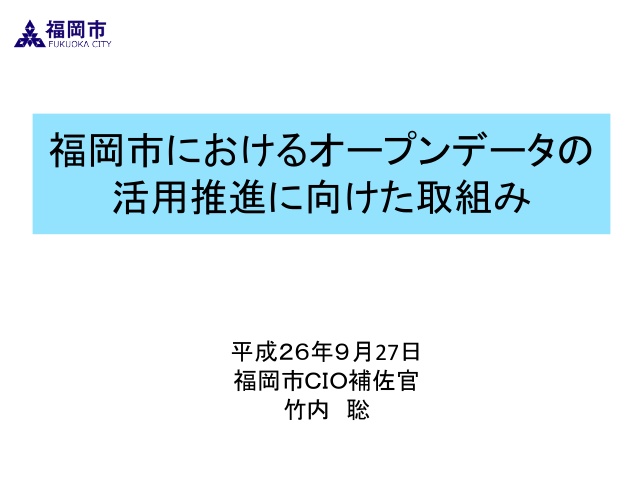 福岡市
FUKUOKA CITY
福岡市におけるオープンデータの
活用推進に向けた取組み
平成２６年９月27日
福岡市CIO補佐官
竹内　聡